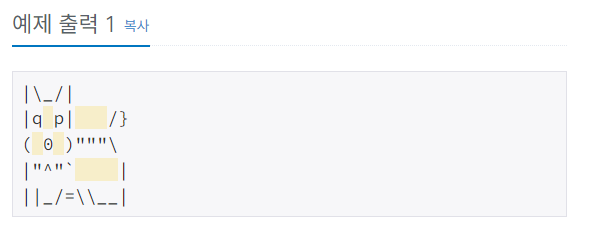 예제 출력 1 복사
|\_/|
|q p|   /}
( 0 )"""\
|"^"`    |
||_/=\\__|